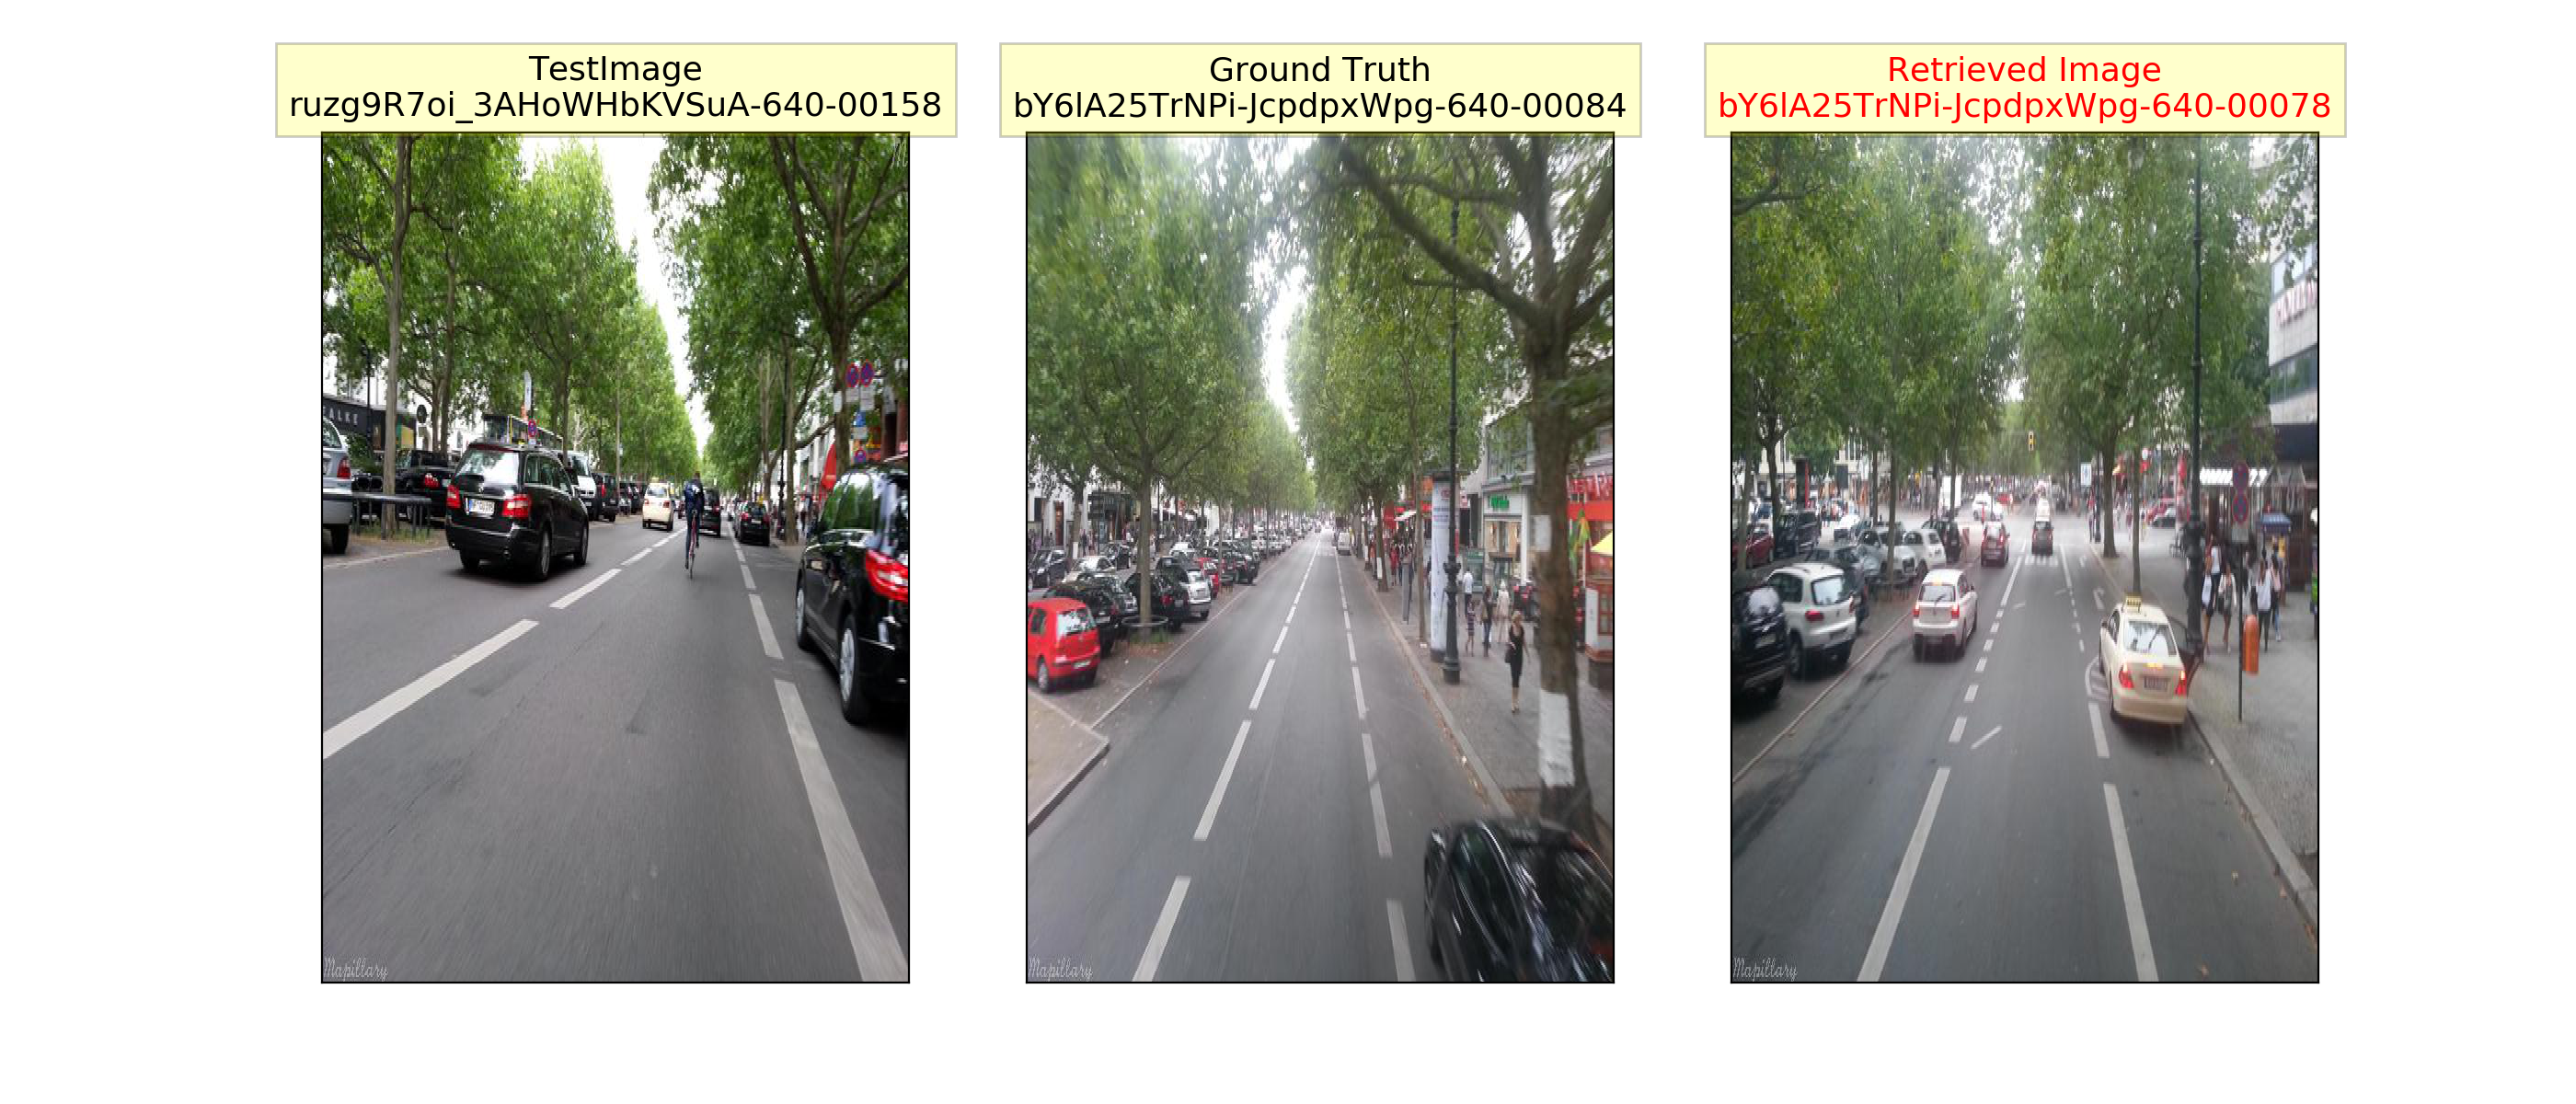 TestImage
ruzg9R7oi_3AHoWHbKVSuA-640-00158
Ground Truth
bY6lA25TrNPi-JcpdpxWpg-640-00084
Retrieved Image
bY6lA25TrNPi-JcpdpxWpg-640-00078
FALKE
Mapillary
Mapillary
Mapillary